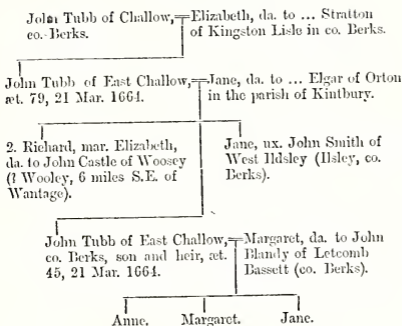 John Tubb of Challow,
co. Berks.
Elizabeth, da. to ... Stratton
of Kingston Lisle in co. Berks.
John Tubb of East Challow,
æt. 79, 21 Mar. 1664.
Jane, da. to ... Elgar of Orton
in the parish of Kintbury.
2. Richard, mar. Elizabeth,
da. to John Castle of Woosey
(? Wooley, 6 miles S.E. of
Wantage).
Jane, ux. John Smith of
West Ildsley (Ilsley, co.
Berks).
John Tubb of East Challow,
co. Berks, son and heir, æt.
45, 21 Mar. 1664.
Margaret, da. to John
Blandy of Letcomb
Bassett (co. Berks).
Anne. Margaret. Jane.